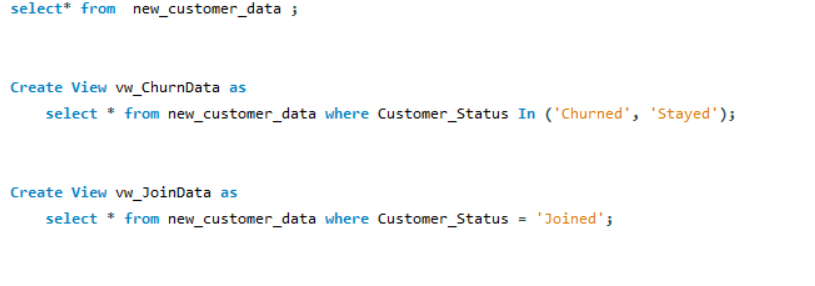 select* from  new_customer_data ;
Create View vw_ChurnData as
    select * from new_customer_data where Customer_Status In ('Churned', 'Stayed');
Create View vw_JoinData as
    select * from new_customer_data where Customer_Status = 'Joined';